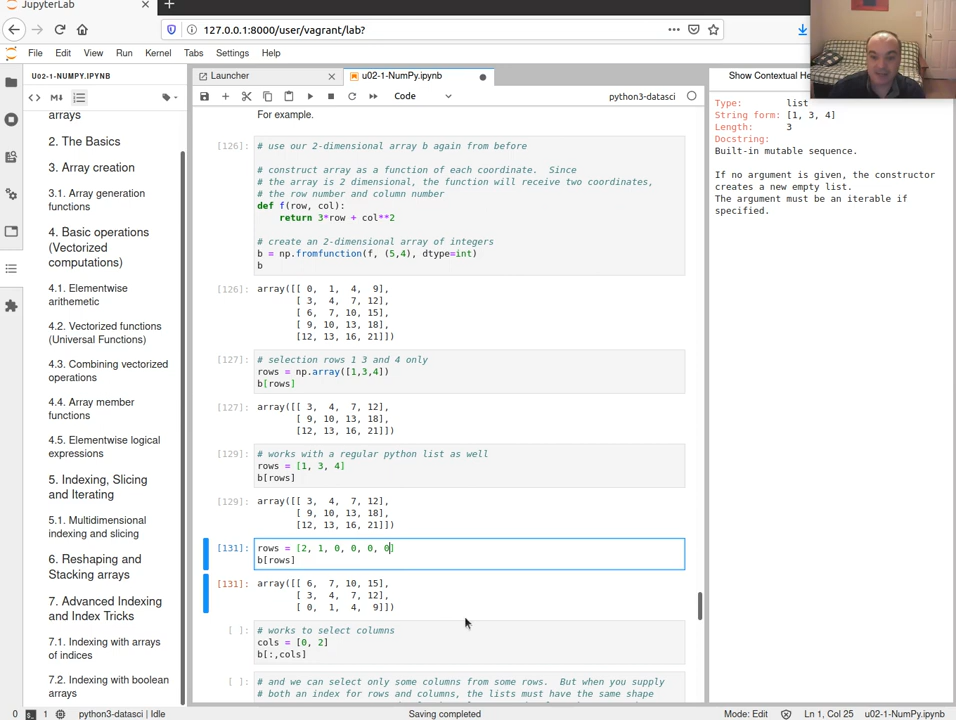 JupyterLab
127.0.0.1:8000/user/vagrant/lab?
File Edit View Run Kernel Tabs Settings Help
U02-1-NUMPY.IPYNB
Launcher
u02-1-NumPy.ipynb
Code
python3-datasci
arrays
2. The Basics
3. Array creation
3.1. Array generation
functions
4. Basic operations
(Vectorized
computations)
4.1. Elementwise
arithemetic
4.2. Vectorized functions
(Universal Functions)
4.3. Combining vectorized
operations
4.4. Array member
functions
4.5. Elementwise logical
expressions
5. Indexing, Slicing
and Iterating
5.1. Multidimensional
indexing and slicing
6. Reshaping and
Stacking arrays
7. Advanced Indexing
and Index Tricks
7.1. Indexing with arrays
of indices
7.2. Indexing with boolean
arrays
For example.
[126]: # use our 2-dimensional array b again from before
# construct array as a function of each coordinate. Since
# the array is 2 dimensional, the function will receive two coordinates,
# the row number and column number
def f(row, col):
return 3*row + col**2
# create an 2-dimensional array of integers
b = np.fromfunction(f, (5,4), dtype=int)
b
[126]: array([[ 0, 1, 4, 9],
[ 3, 4, 7, 12],
[ 6, 7, 10, 15],
[ 9, 10, 13, 18],
[12, 13, 16, 21]])
[127]: # selection rows 1 3 and 4 only
rows = np.array([1,3,4])
b[rows]
[127]: array([[ 3, 4, 7, 12],
[ 9, 10, 13, 18],
[12, 13, 16, 21]])
[129]: # works with a regular python list as well
rows = [1, 3, 4]
b[rows]
[129]: array([[ 3, 4, 7, 12],
[ 9, 10, 13, 18],
[12, 13, 16, 21]])
[131]: rows = [2, 1, 0, 0, 0, 0]
b[rows]
[131]: array([[ 6, 7, 10, 15],
[ 3, 4, 7, 12],
[ 0, 1, 4, 9]])
[ ]: # works to select columns
cols = [0, 2]
b[:,cols]
[ ]: # and we can select only some columns from some rows. But when you supply
# both an index for rows and columns, the lists must have the same shape
Show Contextual He
Type: list
String form: [1, 3, 4]
Length: 3
Docstring:
Built-in mutable sequence.
If no argument is given, the constructor
creates a new empty list.
The argument must be an iterable if
specified.
0 1 python3-datasci | Idle Saving completed Mode: Edit Ln 1, Col 25 u02-1-NumPy.ipynb